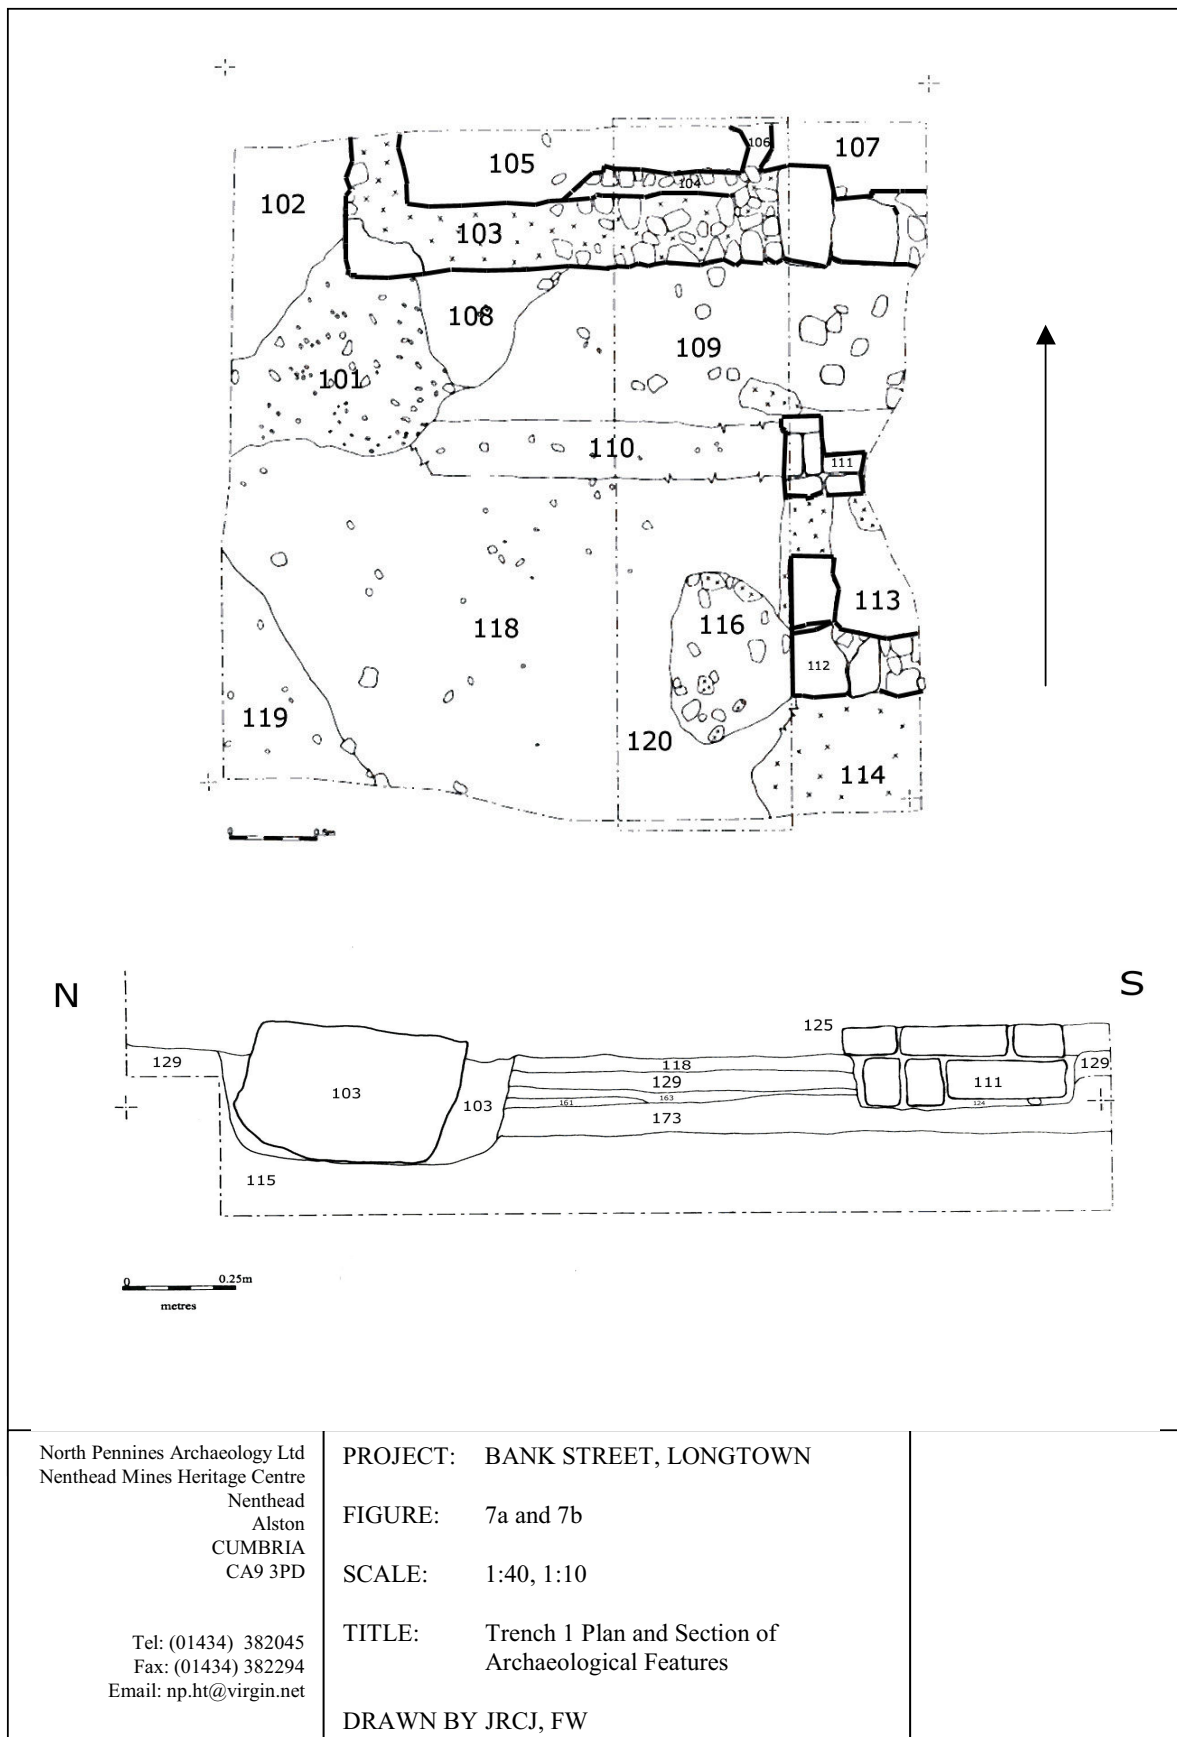 105
106
107
104
102
103
108
109
101
110
111
113
118
116
112
119
120
114
0 0.5m
N
S
125
129
118
129
129
103
103
111
161
163
124
173
115
0 0.25m
metres
North Pennines Archaeology Ltd
Nenthead Mines Heritage Centre
Nenthead
Alston
CUMBRIA
CA9 3PD
Tel: (01434) 382045
Fax: (01434) 382294
Email: np.ht@virgin.net
PROJECT: BANK STREET, LONGTOWN
FIGURE: 7a and 7b
SCALE: 1:40, 1:10
TITLE: Trench 1 Plan and Section of
Archaeological Features
DRAWN BY JRCJ, FW